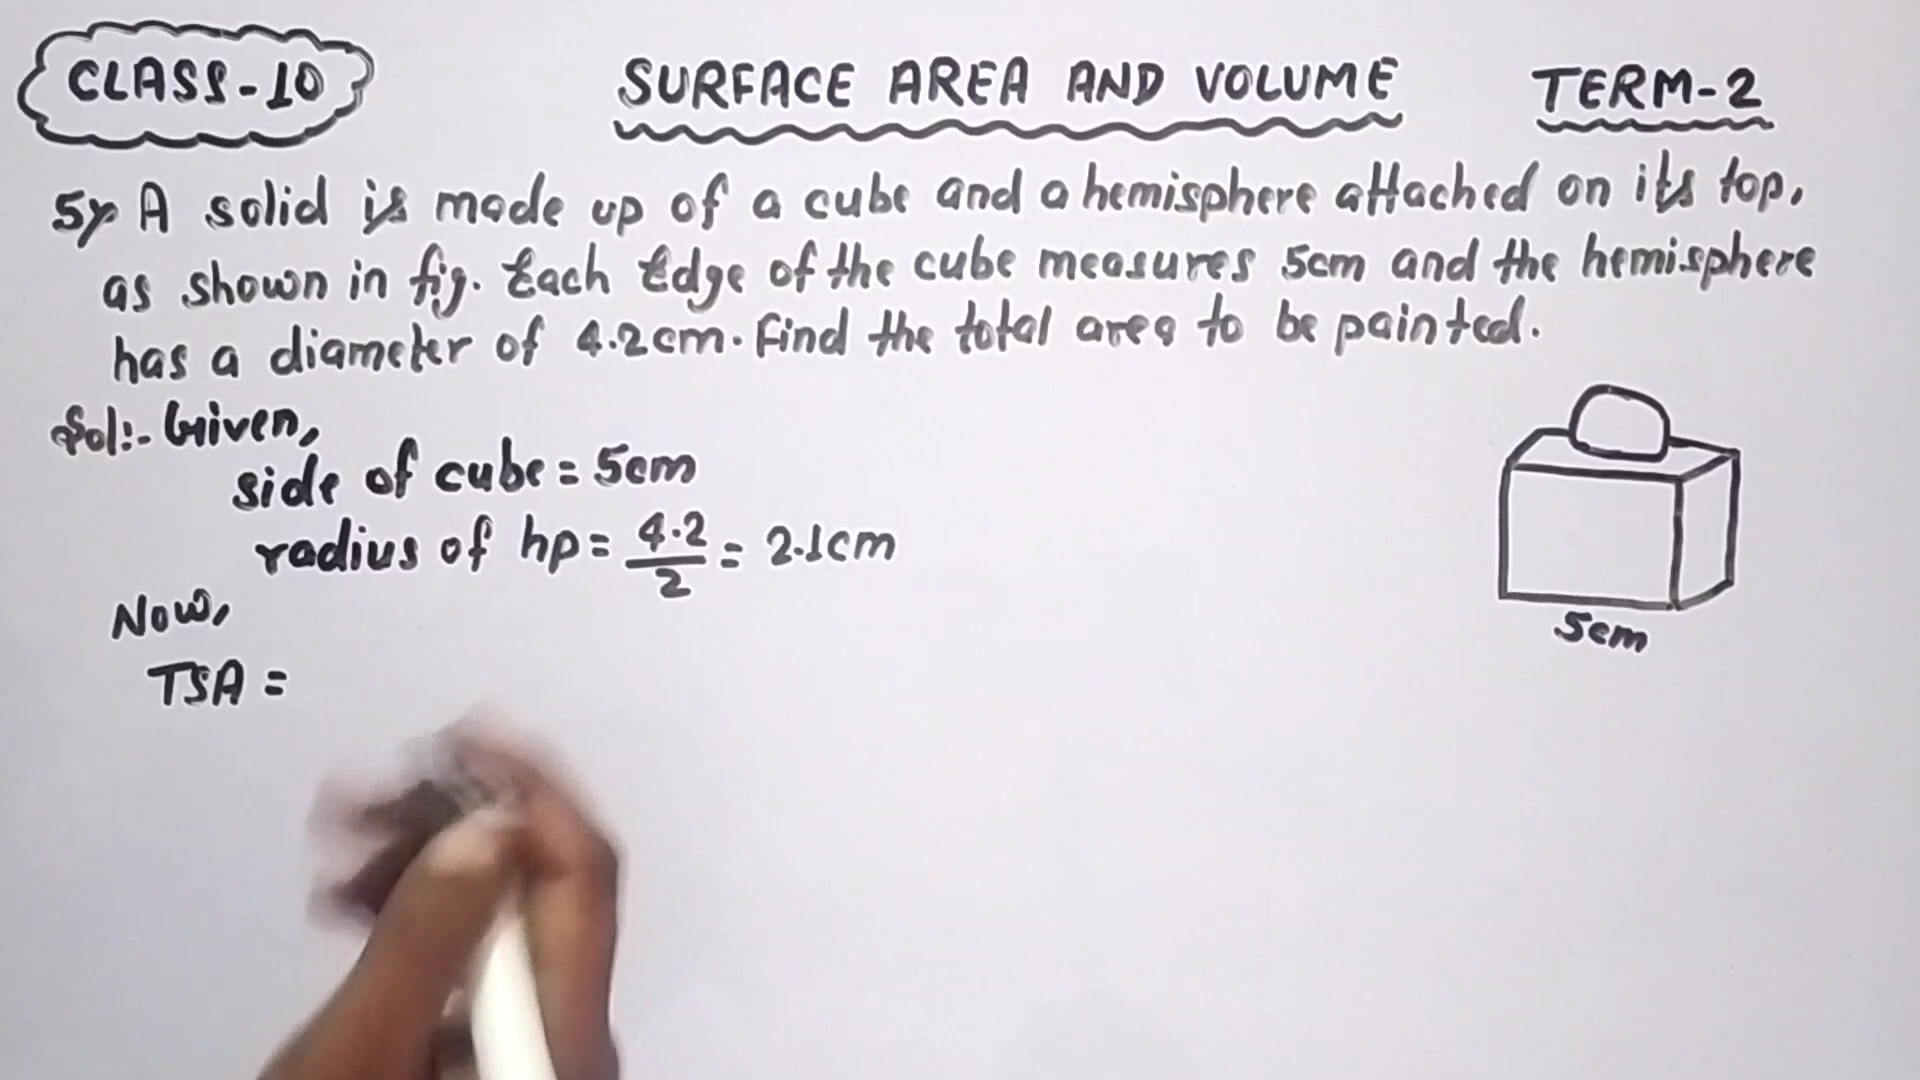 CLASS-10
SURFACE AREA AND VOLUME
TERM-2
5) A solid is made up of a cube and a hemisphere attached on its top,
as shown in fig. Each Edge of the cube measures 5cm and the hemisphere
has a diameter of 4.2cm. Find the total area to be painted.
Sol:- Given,
side of cube = 5cm
radius of hp = 4.2/2 = 2.1cm
Now,
TSA =
5cm